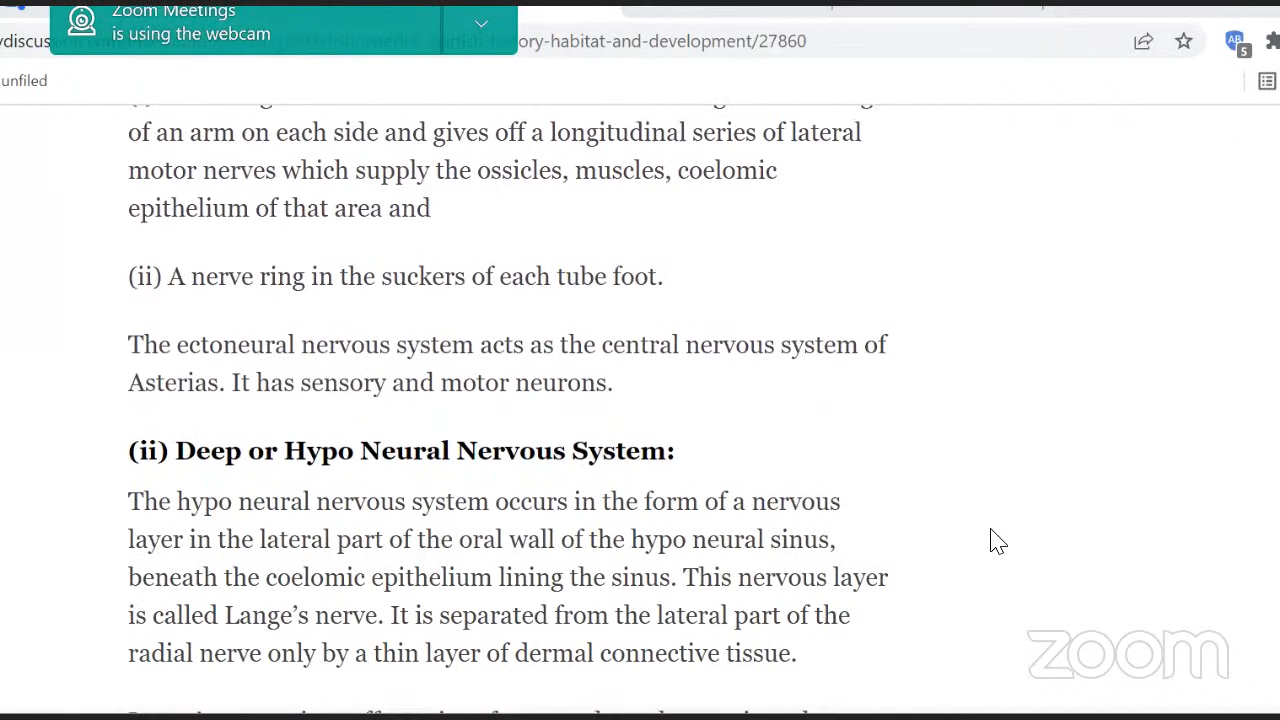 Zoom Meetings
is using the webcam
-history-habitat-and-development/27860
AB
5
unfiled
of an arm on each side and gives off a longitudinal series of lateral
motor nerves which supply the ossicles, muscles, coelomic
epithelium of that area and
(ii) A nerve ring in the suckers of each tube foot.
The ectoneural nervous system acts as the central nervous system of
Asterias. It has sensory and motor neurons.
(ii) Deep or Hypo Neural Nervous System:
The hypo neural nervous system occurs in the form of a nervous
layer in the lateral part of the oral wall of the hypo neural sinus,
beneath the coelomic epithelium lining the sinus. This nervous layer
is called Lange’s nerve. It is separated from the lateral part of the
radial nerve only by a thin layer of dermal connective tissue.
zoom